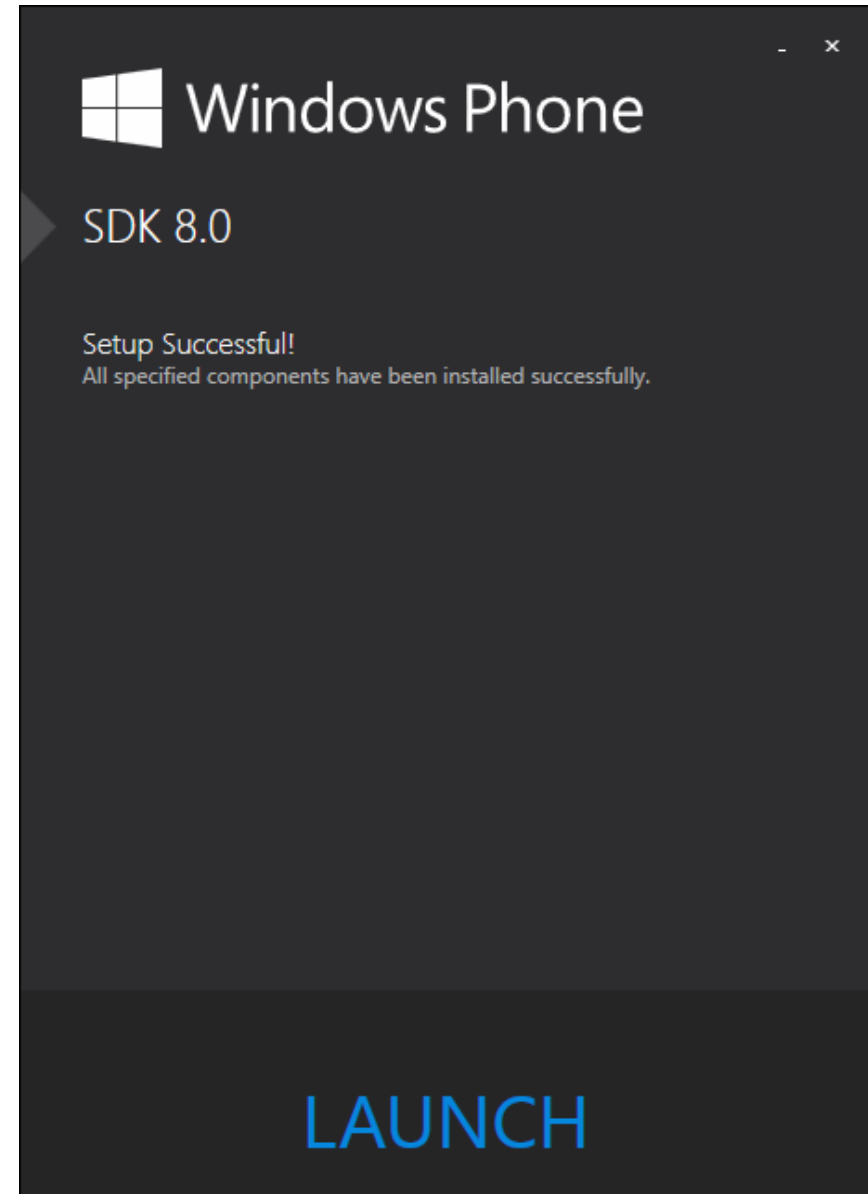 Windows Phone
SDK 8.0
Setup Successful!
All specified components have been installed successfully.
LAUNCH